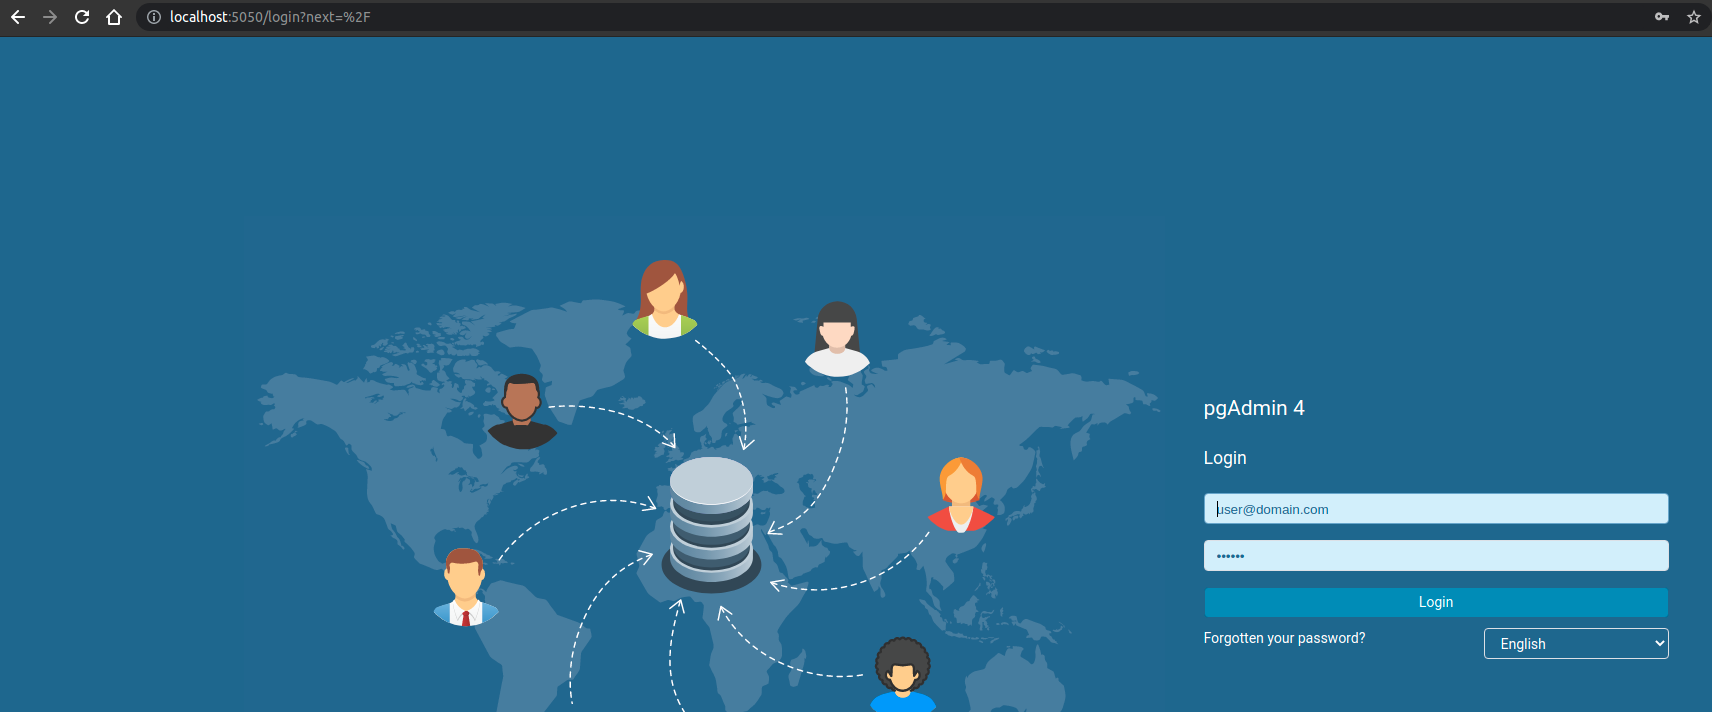 localhost:5050/login?next=%2F
pgAdmin 4
Login
user@domain.com
••••••
Login
Forgotten your password?
English